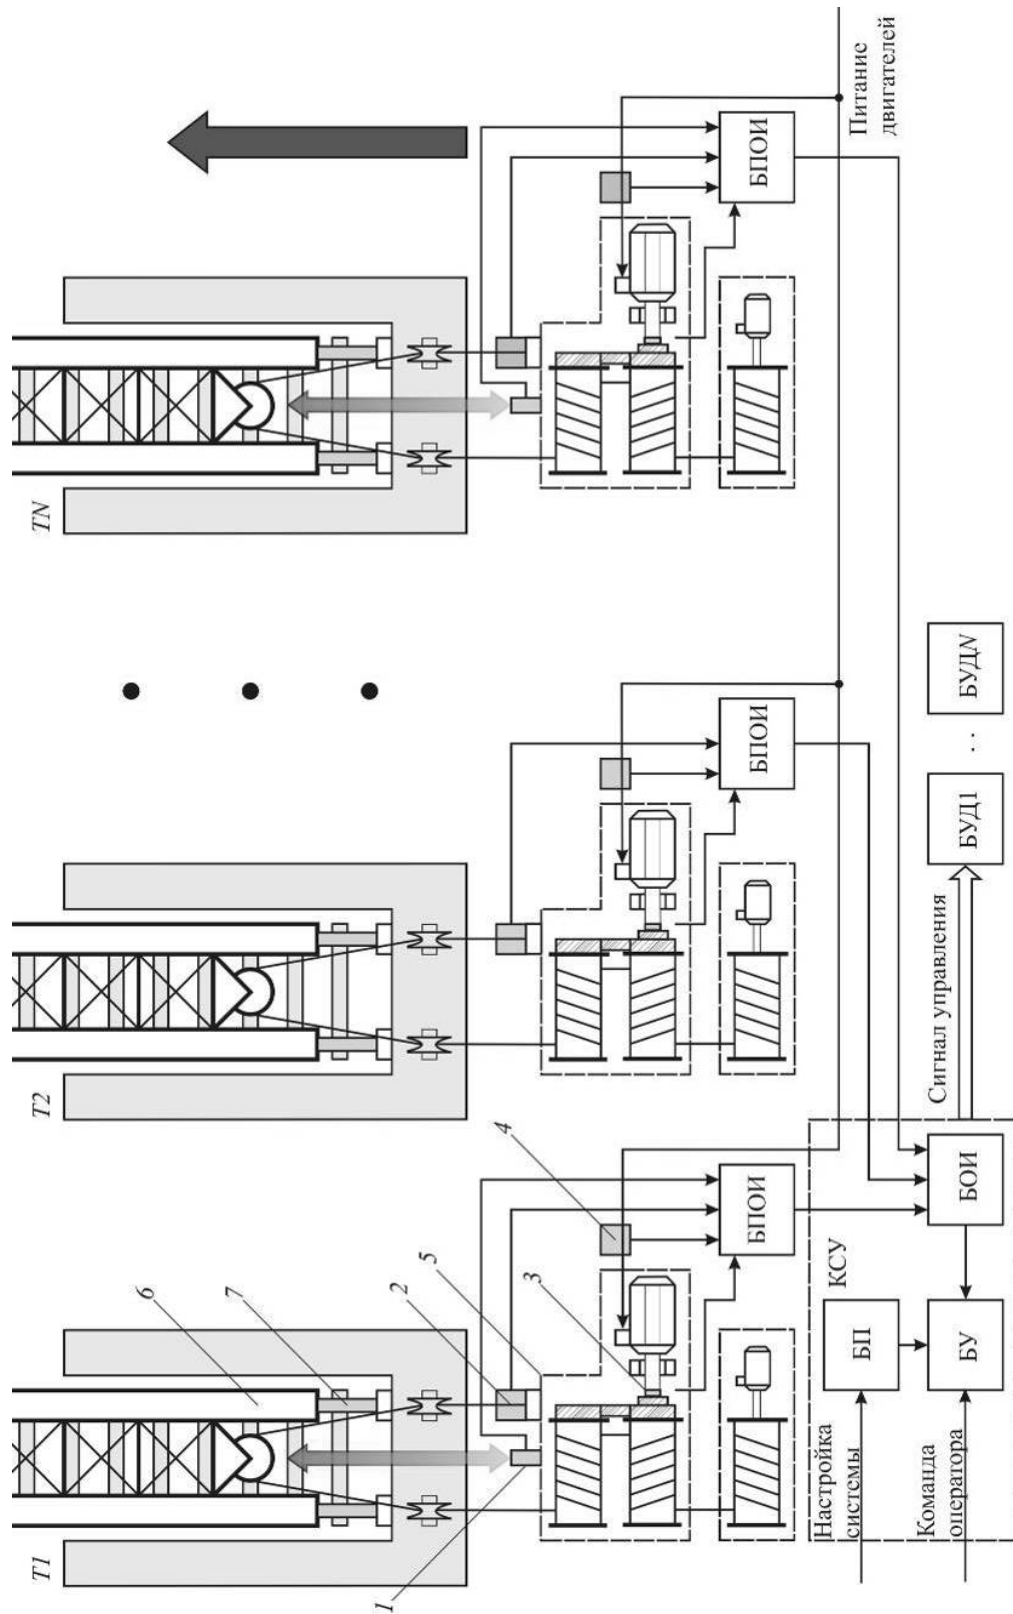 T1
T2
TN
1
2
3
4
5
6
7
БПОИ
БПОИ
БПОИ
Питание
двигателей
КСУ
Настройка
системы
БП
Команда
оператора
БУ
БОИ
Сигнал управления
БУД1
. .
БУДN